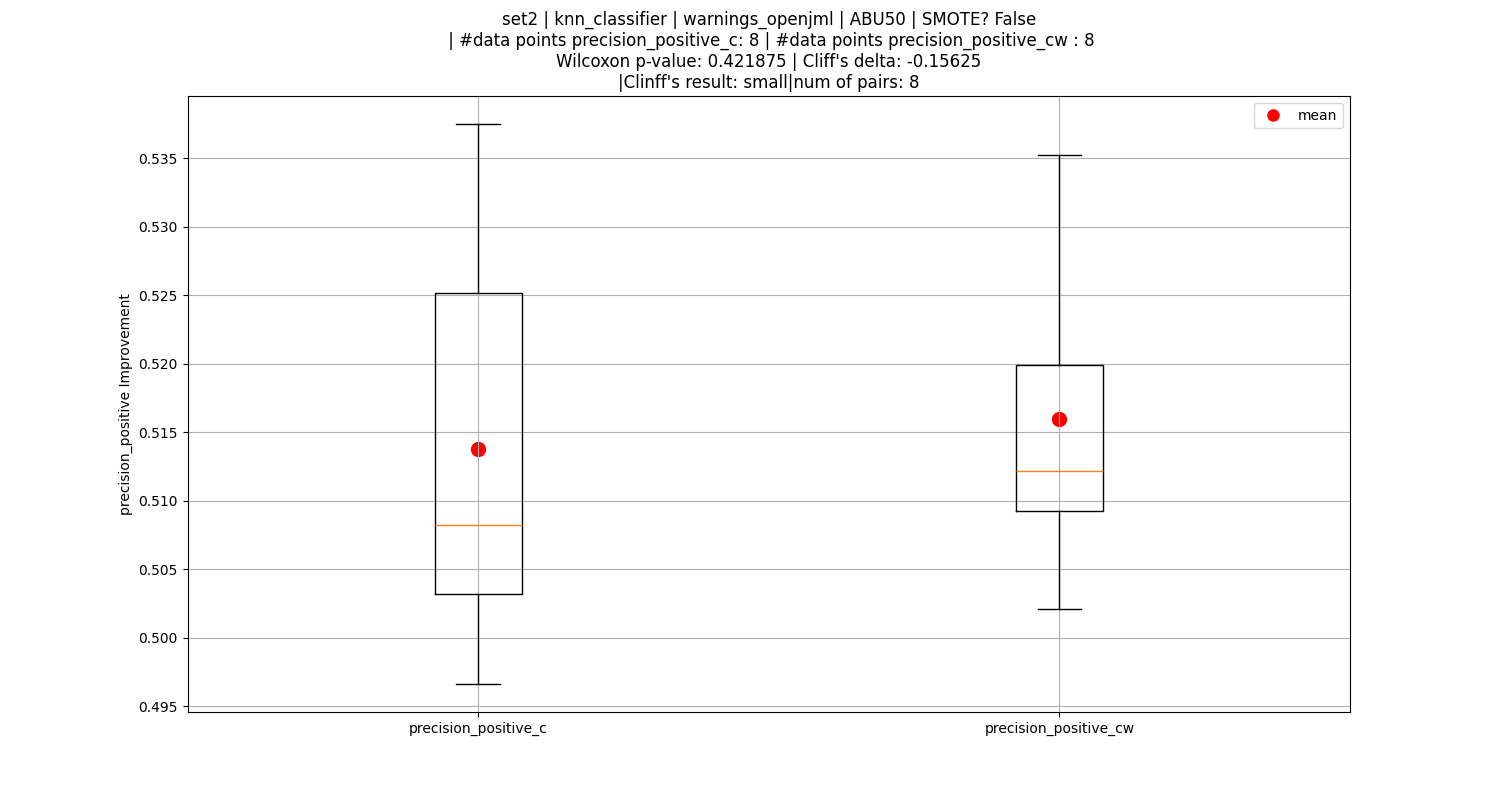 set2 | knn_classifier | warnings_openjml | ABU50 | SMOTE? False
| #data points precision_positive_c: 8 | #data points precision_positive_cw : 8
Wilcoxon p-value: 0.421875 | Cliff's delta: -0.15625
|Clinff's result: small|num of pairs: 8
mean
precision_positive Improvement
0.535
0.530
0.525
0.520
0.515
0.510
0.505
0.500
0.495
precision_positive_c
precision_positive_cw